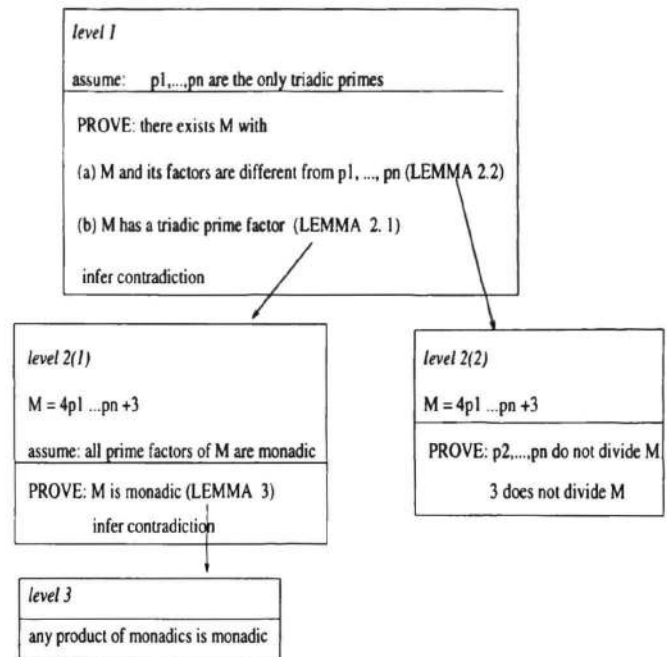 level 1
assume: p1,...,pn are the only triadic primes
PROVE: there exists M with
(a) M and its factors are different from p1, ..., pn (LEMMA 2.2)
(b) M has a triadic prime factor (LEMMA 2. 1)
infer contradiction
level 2(1)
M = 4p1 ...pn +3
assume: all prime factors of M are monadic
PROVE: M is monadic (LEMMA 3)
infer contradiction
level 2(2)
M = 4p1 ...pn +3
PROVE: p2,...,pn do not divide M
3 does not divide M
level 3
any product of monadics is monadic